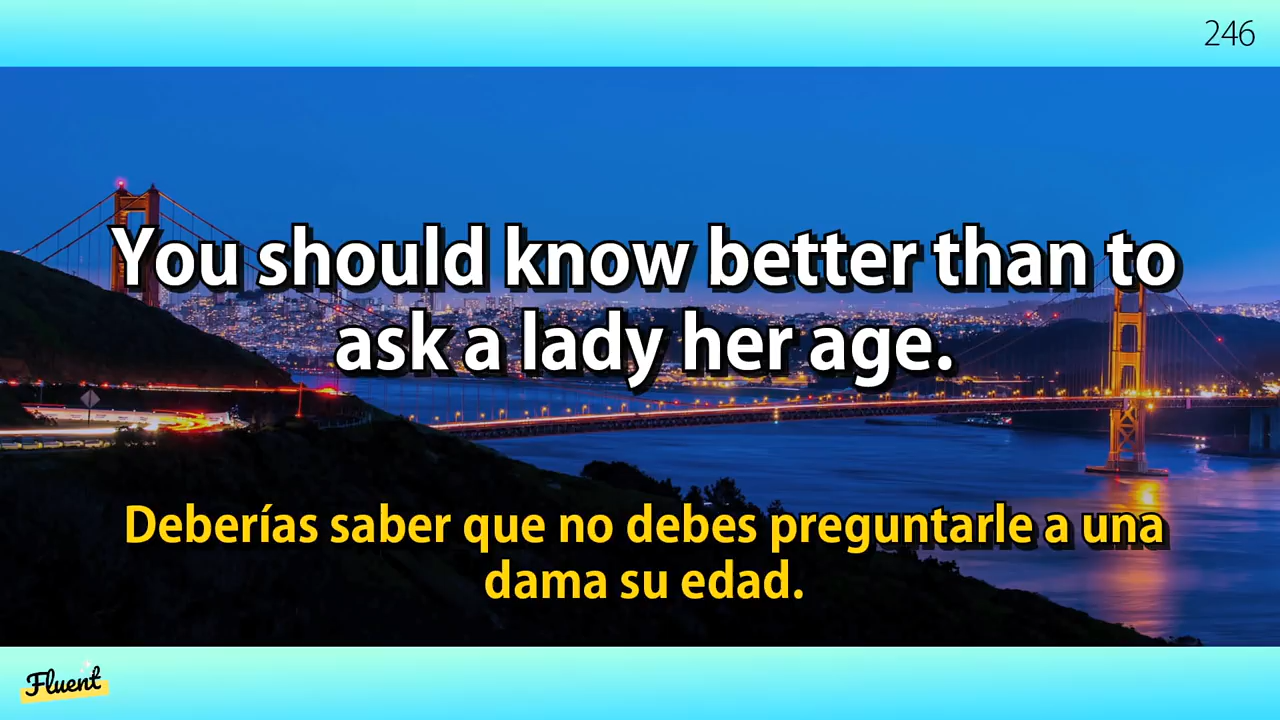 246
You should know better than to
ask a lady her age.
Deberías saber que no debes preguntarle a una
dama su edad.
Fluent